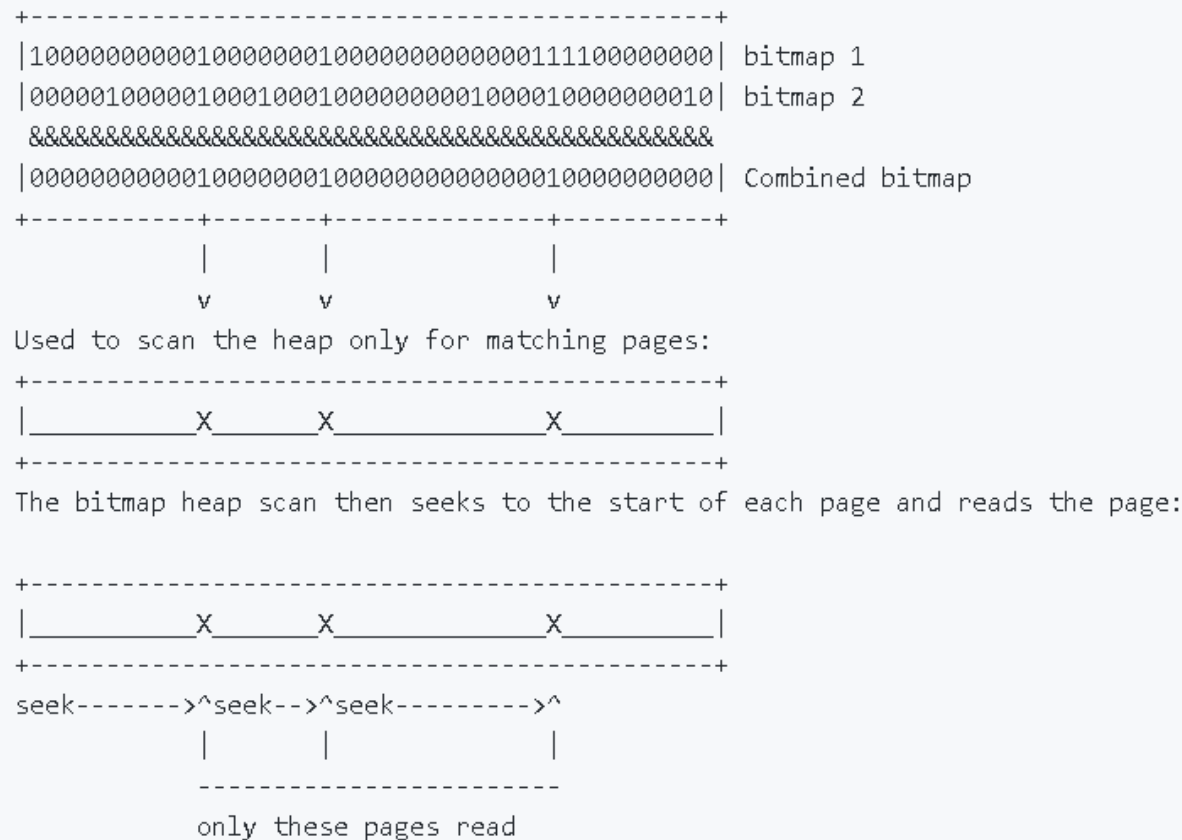 +---------------------------------------------+
|100000000001000000010000000000000111100000000| bitmap 1
|000001000001000100010000000001000010000000010| bitmap 2
 &&&&&&&&&&&&&&&&&&&&&&&&&&&&&&&&&&&&&&&&&&&&&
|000000000001000000010000000000000010000000000| Combined bitmap
+-----------+-------+--------------+----------+
            |       |              |
            v       v              v
Used to scan the heap only for matching pages:
+---------------------------------------------+
|___________X_______X______________X__________|
+---------------------------------------------+
The bitmap heap scan then seeks to the start of each page and reads the page:
+---------------------------------------------+
|___________X_______X______________X__________|
+---------------------------------------------+
seek------->^seek-->^seek--------->^
            |       |              |
            ------------------------
            only these pages read